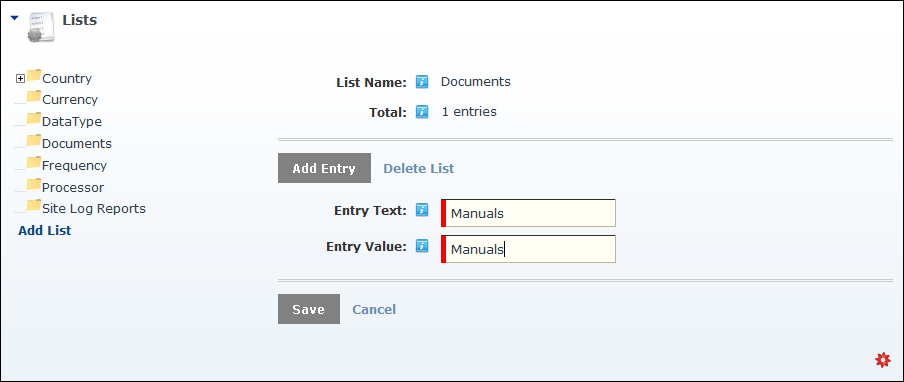 Lists
Country
Currency
DataType
Documents
Frequency
Processor
Site Log Reports
Add List
List Name: Documents
Total: 1 entries
Add Entry Delete List
Entry Text: Manuals
Entry Value: Manuals
Save Cancel